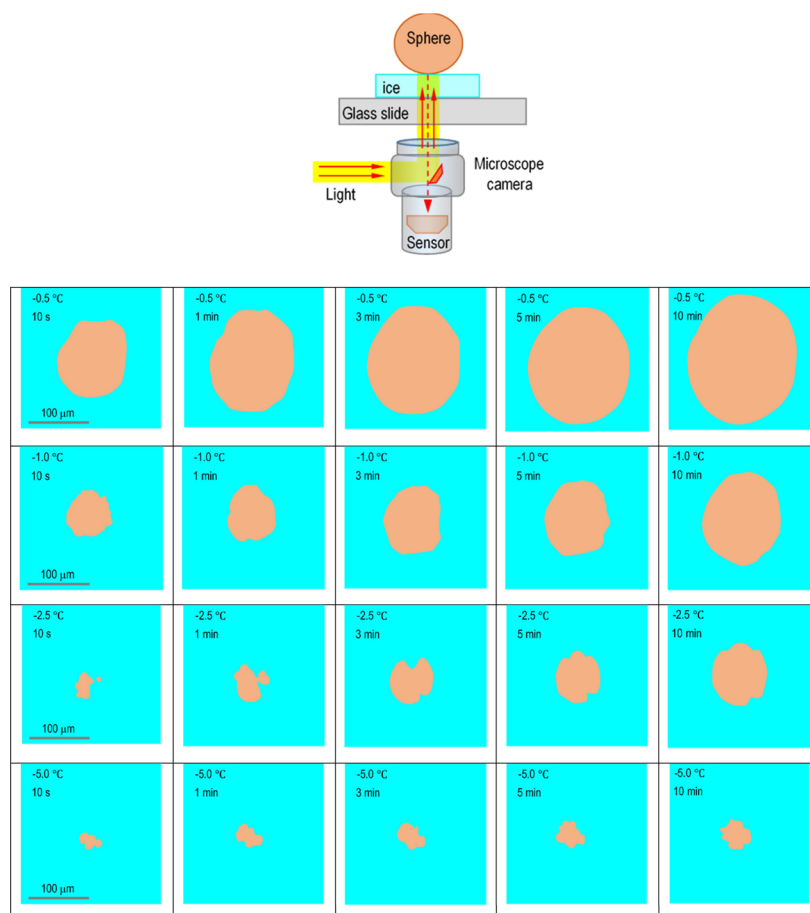 Sphere
ice
Glass slide
Microscope
camera
Light
Sensor
-0.5 °C
10 s
100 μm
-0.5 °C
1 min
-0.5 °C
3 min
-0.5 °C
5 min
-0.5 °C
10 min
-1.0 °C
10 s
100 μm
-1.0 °C
1 min
-1.0 °C
3 min
-1.0 °C
5 min
-1.0 °C
10 min
-2.5 °C
10 s
100 μm
-2.5 °C
1 min
-2.5 °C
3 min
-2.5 °C
5 min
-2.5 °C
10 min
-5.0 °C
10s
100 μm
-5.0 °C
1 min
-5.0 °C
3 min
-5.0 °C
5 min
-5.0 °C
10 min